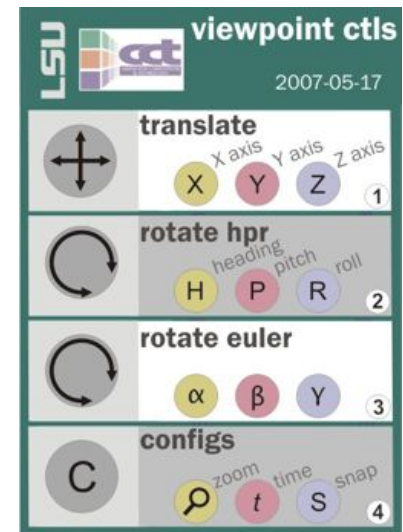 LSU
cct
viewpoint ctls
2007-05-17
translate
X axis Y axis Z axis
X Y Z
1
rotate hpr
heading pitch roll
H P R
2
rotate euler
α β γ
3
configs
C
zoom time snap
t S
4